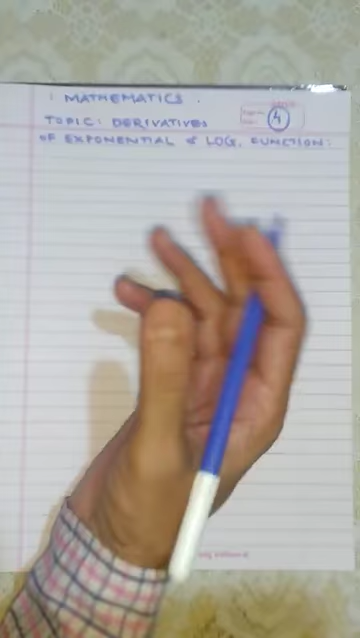 : MATHEMATICS.
4
TOPIC: DERIVATIVES
OF EXPONENTIAL & LOG. FUNCTION: